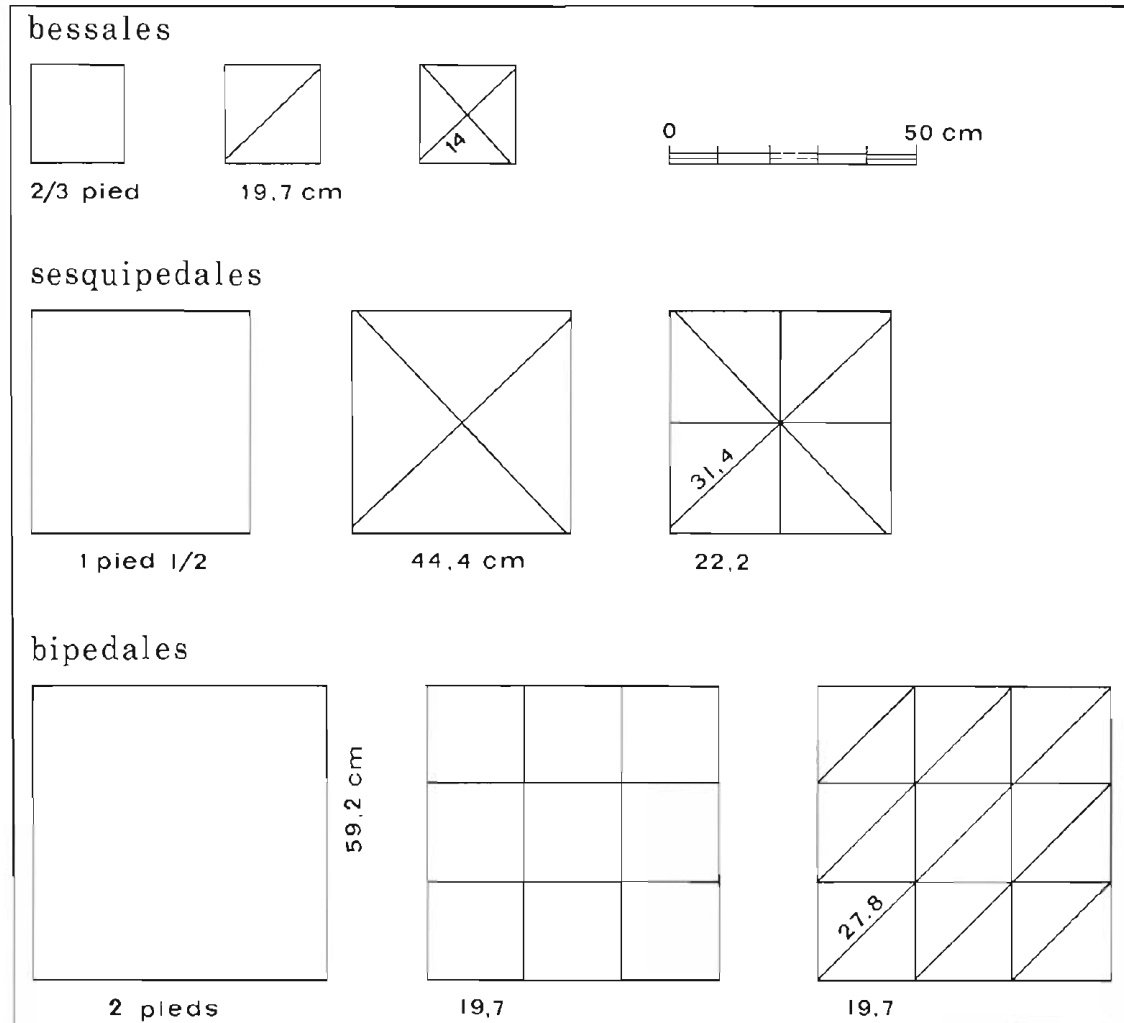 bessales
14
0 50 cm
2/3 pied 19,7 cm
sesquipedales
31,4
1 pied 1/2 44,4 cm 22,2
bipedales
59,2 cm
27,8
2 pieds 19,7 19,7